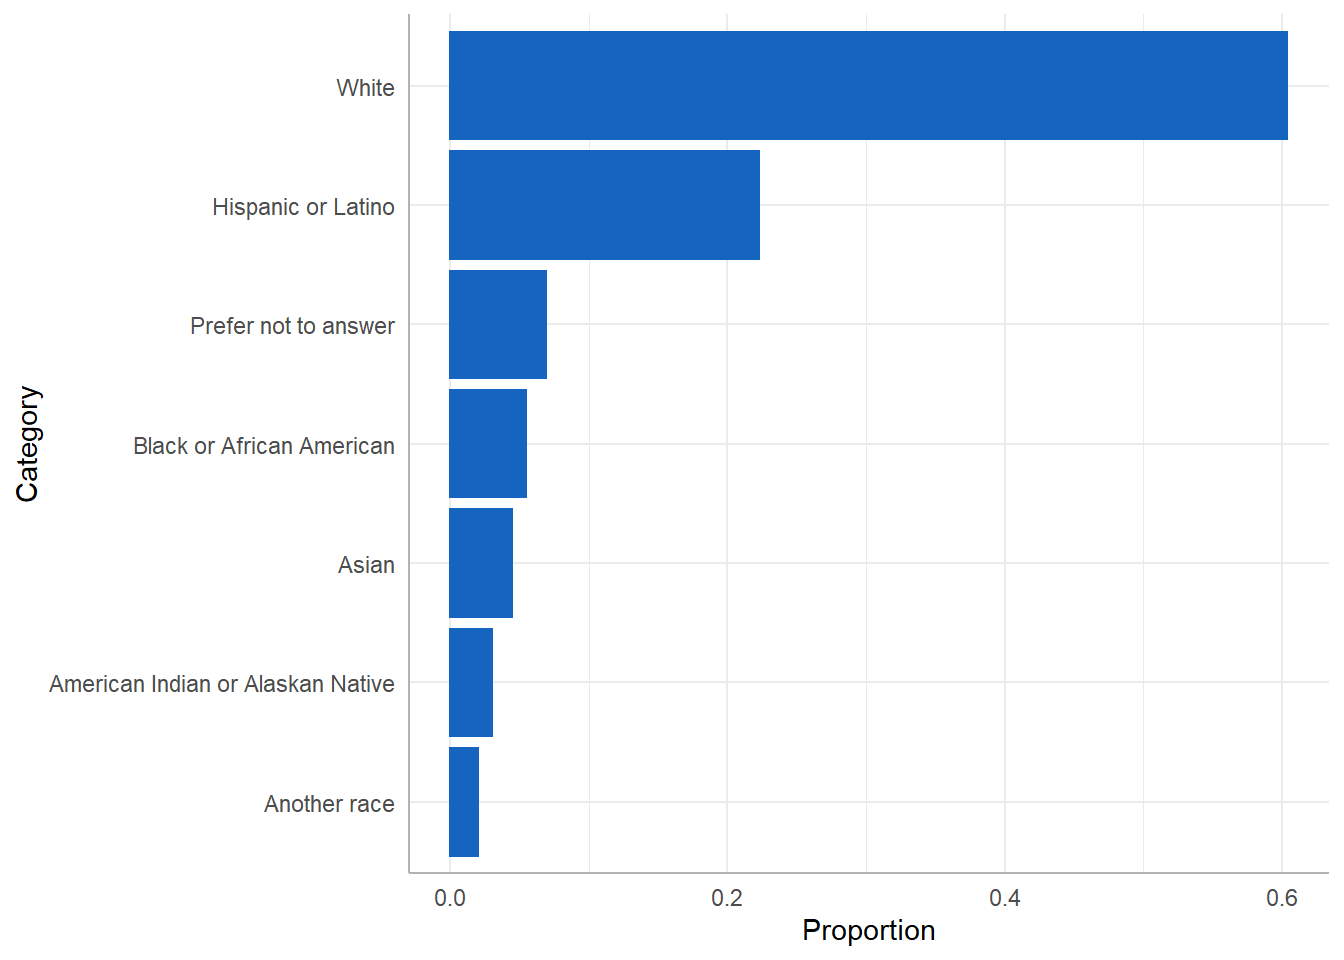 White
Hispanic or Latino
Prefer not to answer
Black or African American
Asian
American Indian or Alaskan Native
Another race
Category
0.0 0.2 0.4 0.6
Proportion